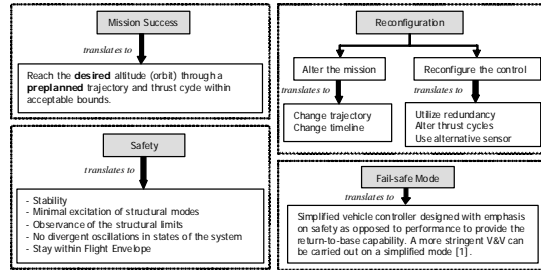 Mission Success
translates to
Reach the desired altitude (orbit) through a
preplanned trajectory and thrust cycle within
acceptable bounds.
Safety
translates to
- Stability
- Minimal excitation of structural modes
- Observance of the structural limits
- No divergent oscillations in states of the system
- Stay within Flight Envelope
Reconfiguration
Alter the mission
translates to
Change trajectory
Change timeline
Reconfigure the control
translates to
Utilize redundancy
Alter thrust cycles
Use alternative sensor
Fail-safe Mode
translates to
Simplified vehicle controller designed with emphasis
on safety as opposed to performance to provide the
return-to-base capability. A more stringent V&V can
be carried out on a simplified mode [1] .